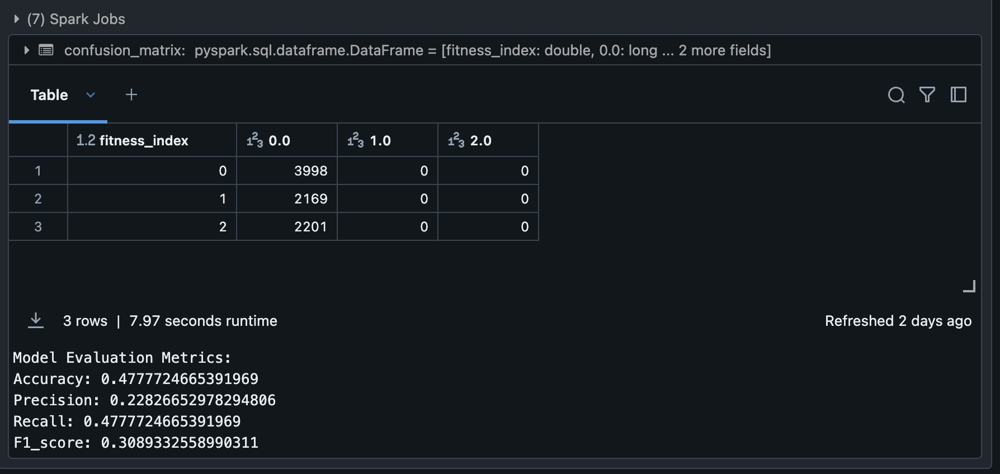 (7) Spark Jobs
confusion_matrix: pyspark.sql.dataframe.DataFrame = [fitness_index: double, 0.0: long ... 2 more fields]
Table
1.2 fitness_index 123 0.0 123 1.0 123 2.0
1 0 3998 0 0
2 1 2169 0 0
3 2 2201 0 0
3 rows | 7.97 seconds runtime Refreshed 2 days ago
Model Evaluation Metrics:
Accuracy: 0.4777724665391969
Precision: 0.22826652978294806
Recall: 0.4777724665391969
F1_score: 0.3089332558990311